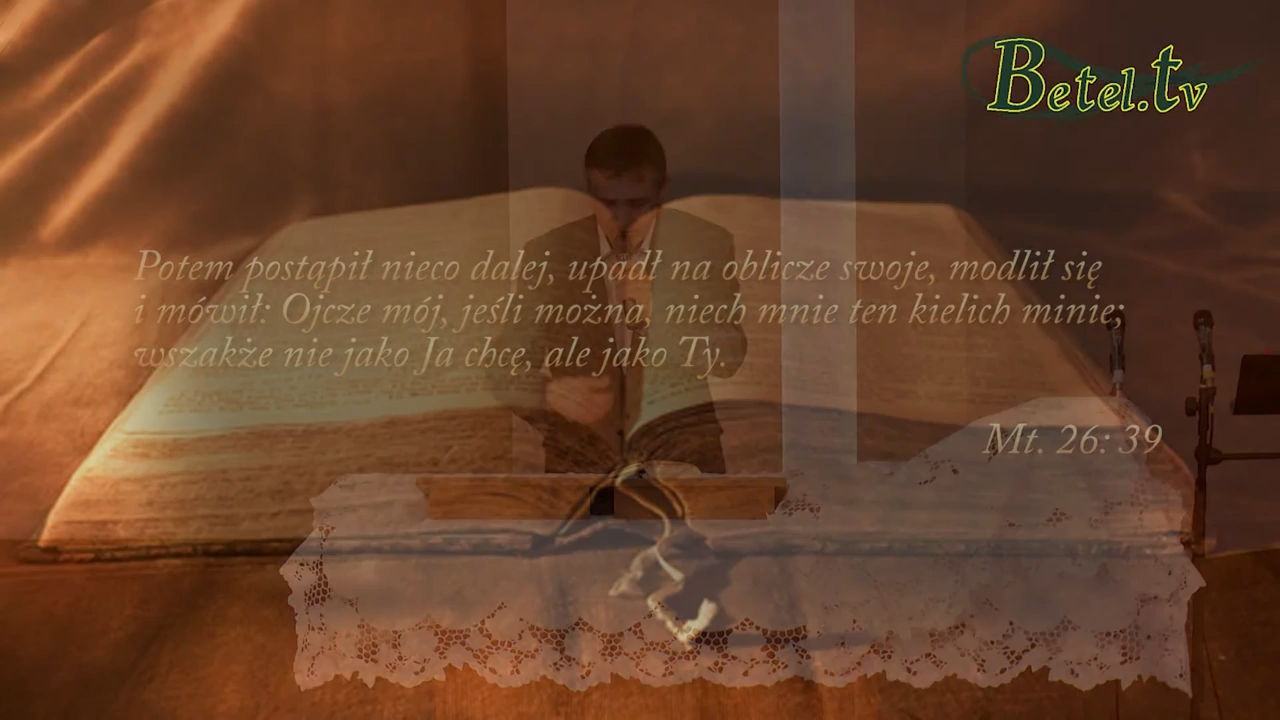 Betel.tv
Potem postąpił nieco dalej, upadł na oblicze swoje, modlił się
i mówił: Ojcze mój, jeśli można, niech mnie ten kielich minie;
wszakże nie jako Ja chcę, ale jako Ty.
Mt. 26: 39